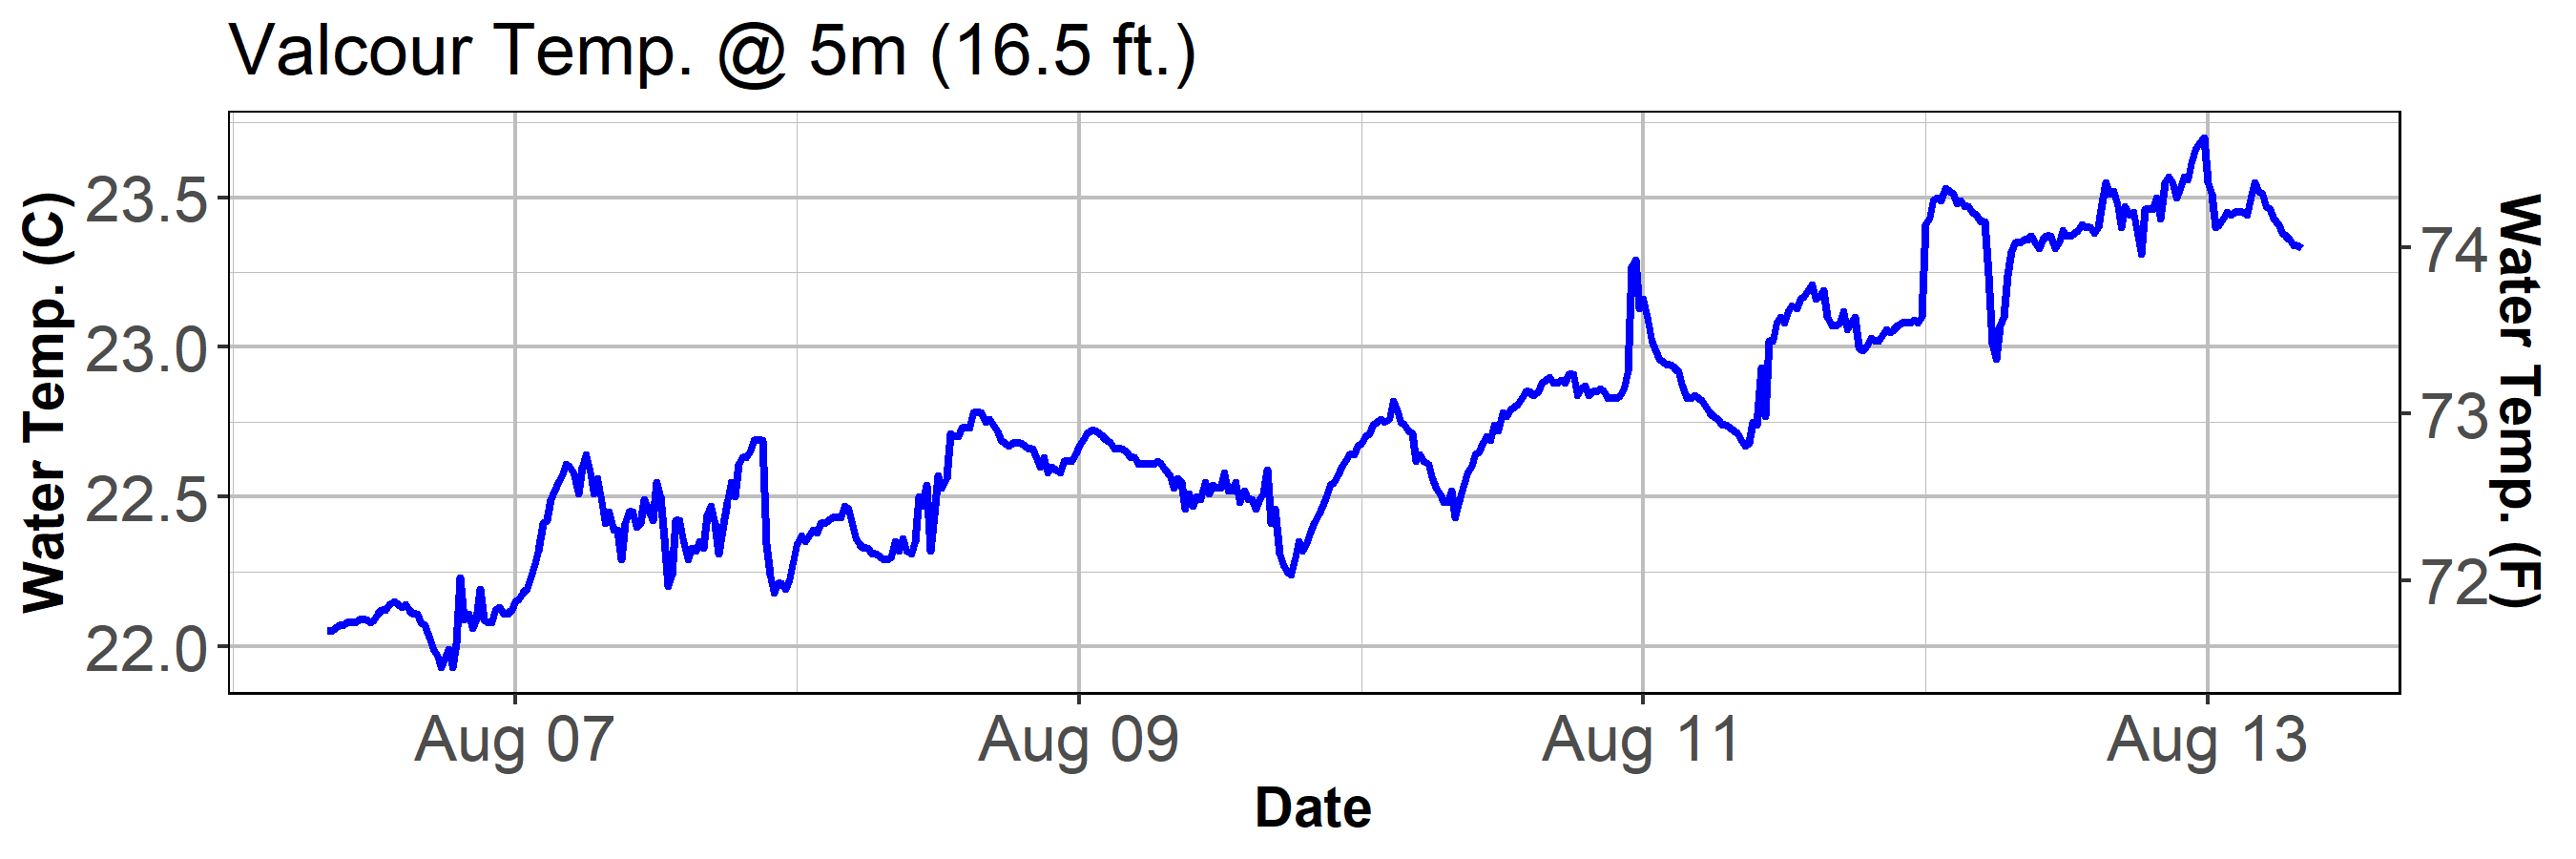 Valcour Temp. @ 5m (16.5 ft.)
Water Temp. (C)
23.5
23.0
22.5
22.0
74
73
72
Water Temp. (F)
Aug 07 Aug 09 Aug 11 Aug 13
Date